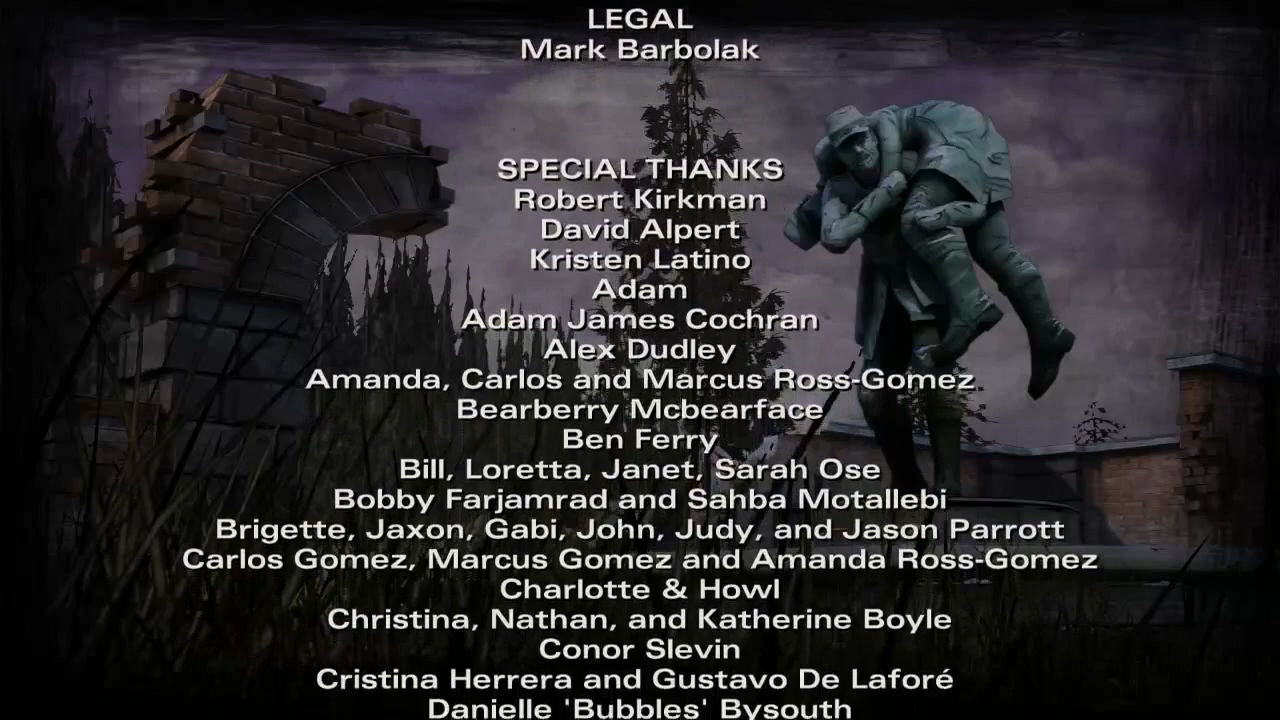 LEGAL
Mark Barbolak
SPECIAL THANKS
Robert Kirkman
David Alpert
Kristen Latino
Adam
Adam James Cochran
Alex Dudley
Amanda, Carlos and Marcus Ross-Gomez
Bearberry Mcbearface
Ben Ferry
Bill, Loretta, Janet, Sarah Ose
Bobby Farjamrad and Sahba Motallebi
Brigette, Jaxon, Gabi, John, Judy, and Jason Parrott
Carlos Gomez, Marcus Gomez and Amanda Ross-Gomez
Charlotte & Howl
Christina, Nathan, and Katherine Boyle
Conor Slevin
Cristina Herrera and Gustavo De Laforé
Danielle 'Bubbles' Bysouth